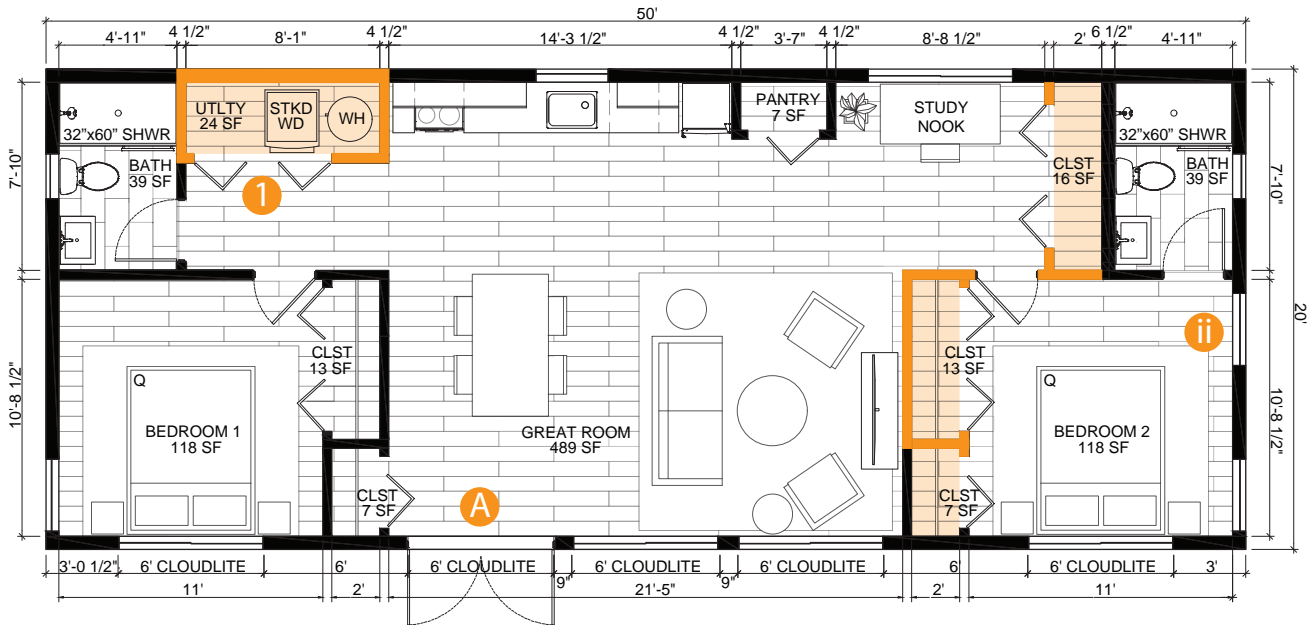 50'
4'-11" 4 1/2" 8'-1" 4 1/2" 14'-3 1/2" 4 1/2" 3'-7" 4 1/2" 8'-8 1/2" 2' 6 1/2" 4'-11"
UTLTY
24 SF
STKD
WD
WH
PANTRY
7 SF
STUDY
NOOK
32"x60" SHWR
32"x60" SHWR
BATH
39 SF
CLST
16 SF
BATH
39 SF
7'-10"
7'-10"
1
20'
ii
CLST
13 SF
CLST
13 SF
Q
Q
10'-8 1/2"
10'-8 1/2"
BEDROOM 1
118 SF
GREAT ROOM
489 SF
BEDROOM 2
118 SF
CLST
7 SF
A
CLST
7 SF
3'-0 1/2" 6' CLOUDLITE 6' 6' CLOUDLITE 9" 6' CLOUDLITE 9" 6' CLOUDLITE 6' 6' CLOUDLITE 3'
11' 2' 21'-5" 2' 11'